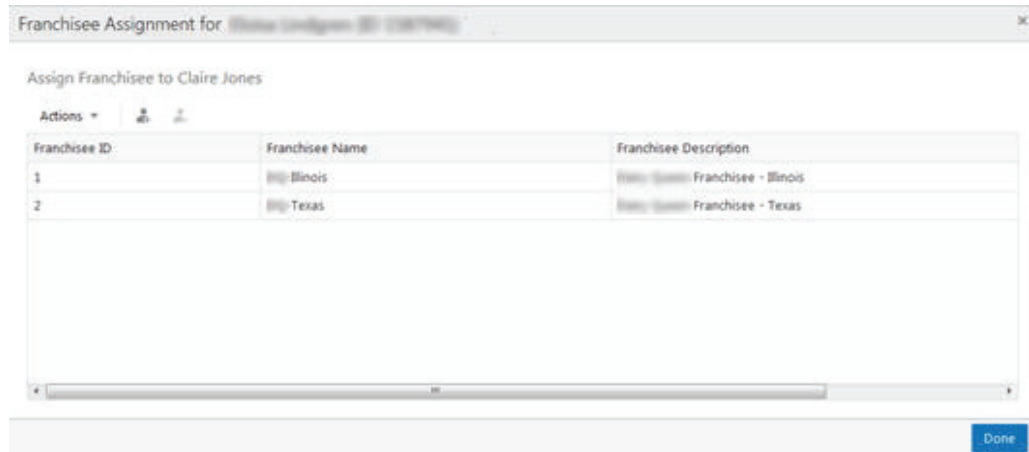 Franchisee Assignment for
Assign Franchisee to Claire Jones
Actions
Franchisee ID Franchisee Name Franchisee Description
1 Illinois Franchisee - Illinois
2 Texas Franchisee - Texas
Done